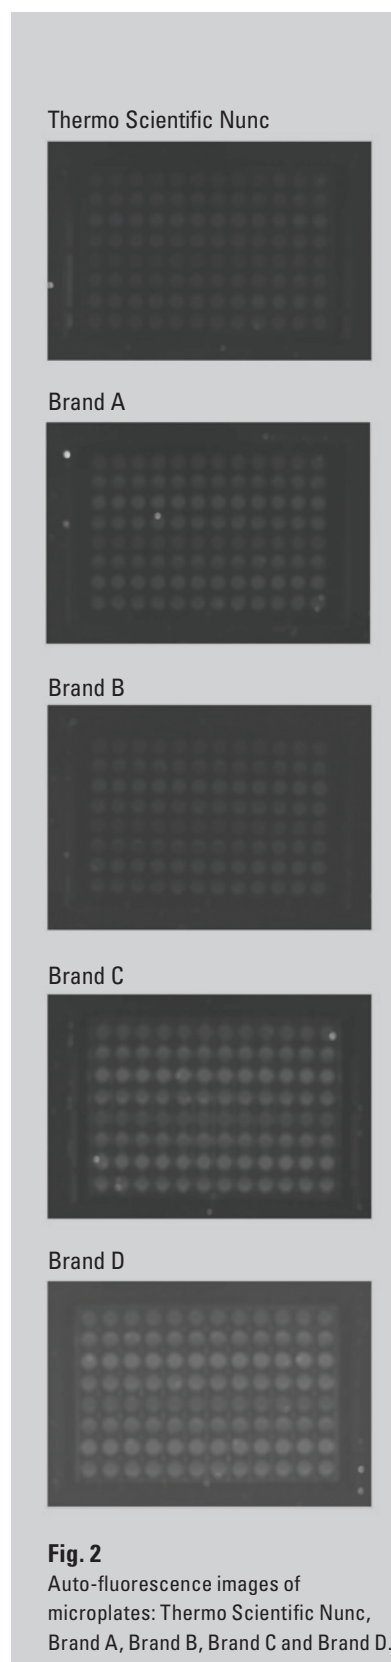 Thermo Scientific Nunc
Brand A
Brand B
Brand C
Brand D
Fig. 2
Auto-fluorescence images of
microplates: Thermo Scientific Nunc,
Brand A, Brand B, Brand C and Brand D.